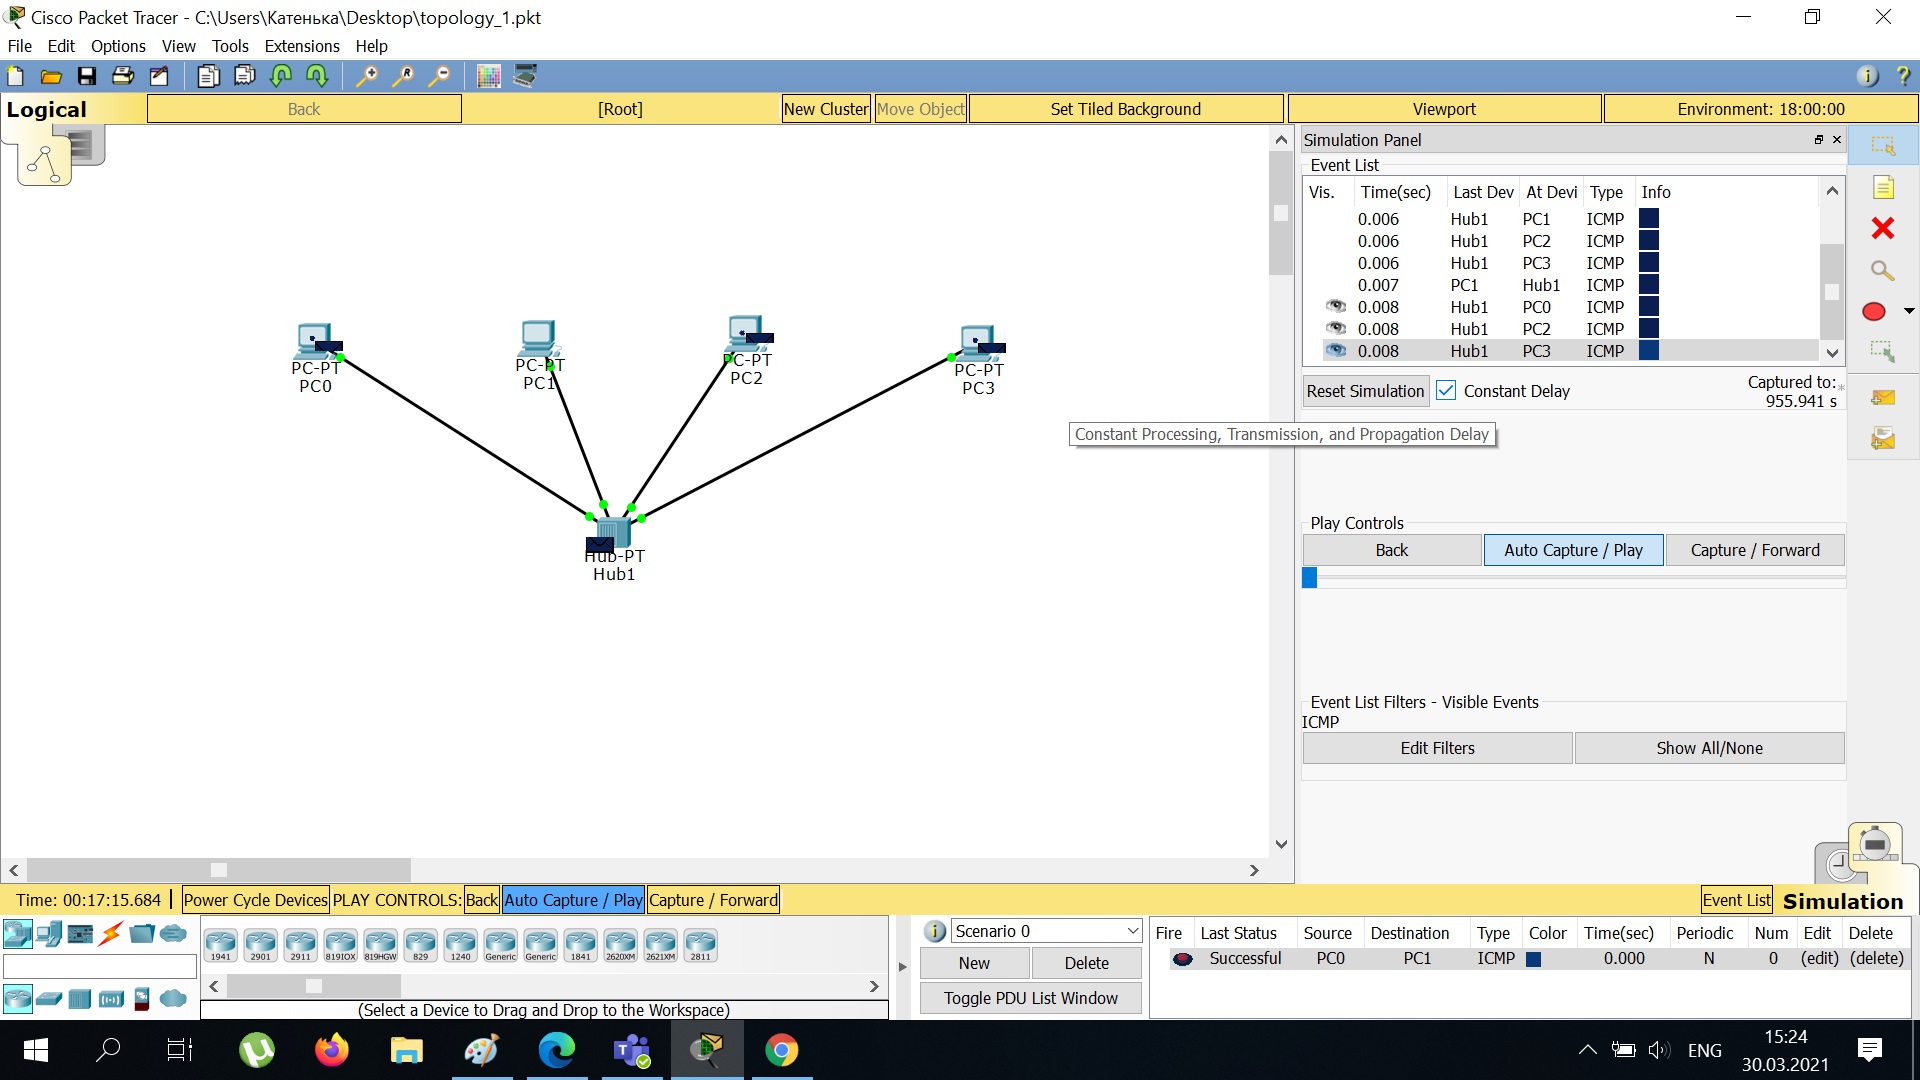 Cisco Packet Tracer - C:\Users\Катенька\Desktop\topology_1.pkt
File Edit Options View Tools Extensions Help
Logical Back [Root] New Cluster Move Object Set Tiled Background Viewport Environment: 18:00:00
Simulation Panel
Event List
Vis. Time(sec) Last Dev At Devi Type Info
0.006 Hub1 PC1 ICMP
0.006 Hub1 PC2 ICMP
0.006 Hub1 PC3 ICMP
0.007 PC1 Hub1 ICMP
0.008 Hub1 PC0 ICMP
0.008 Hub1 PC2 ICMP
0.008 Hub1 PC3 ICMP
Reset Simulation Constant Delay Captured to:*
955.941 s
Constant Processing, Transmission, and Propagation Delay
PC-PT
PC0
PC-PT
PC1
PC-PT
PC2
PC-PT
PC3
Hub-PT
Hub1
Play Controls
Back Auto Capture / Play Capture / Forward
Event List Filters - Visible Events
ICMP
Edit Filters Show All/None
Time: 00:17:15.684 Power Cycle Devices PLAY CONTROLS: Back Auto Capture / Play Capture / Forward Event List Simulation
1941 2901 2911 819IOX 819HGW 829 1240 Generic Generic 1841 2620XM 2621XM 2811
(Select a Device to Drag and Drop to the Workspace)
Scenario 0
New Delete
Toggle PDU List Window
Fire Last Status Source Destination Type Color Time(sec) Periodic Num Edit Delete
Successful PC0 PC1 ICMP 0.000 N 0 (edit) (delete)
ENG
15:24
30.03.2021